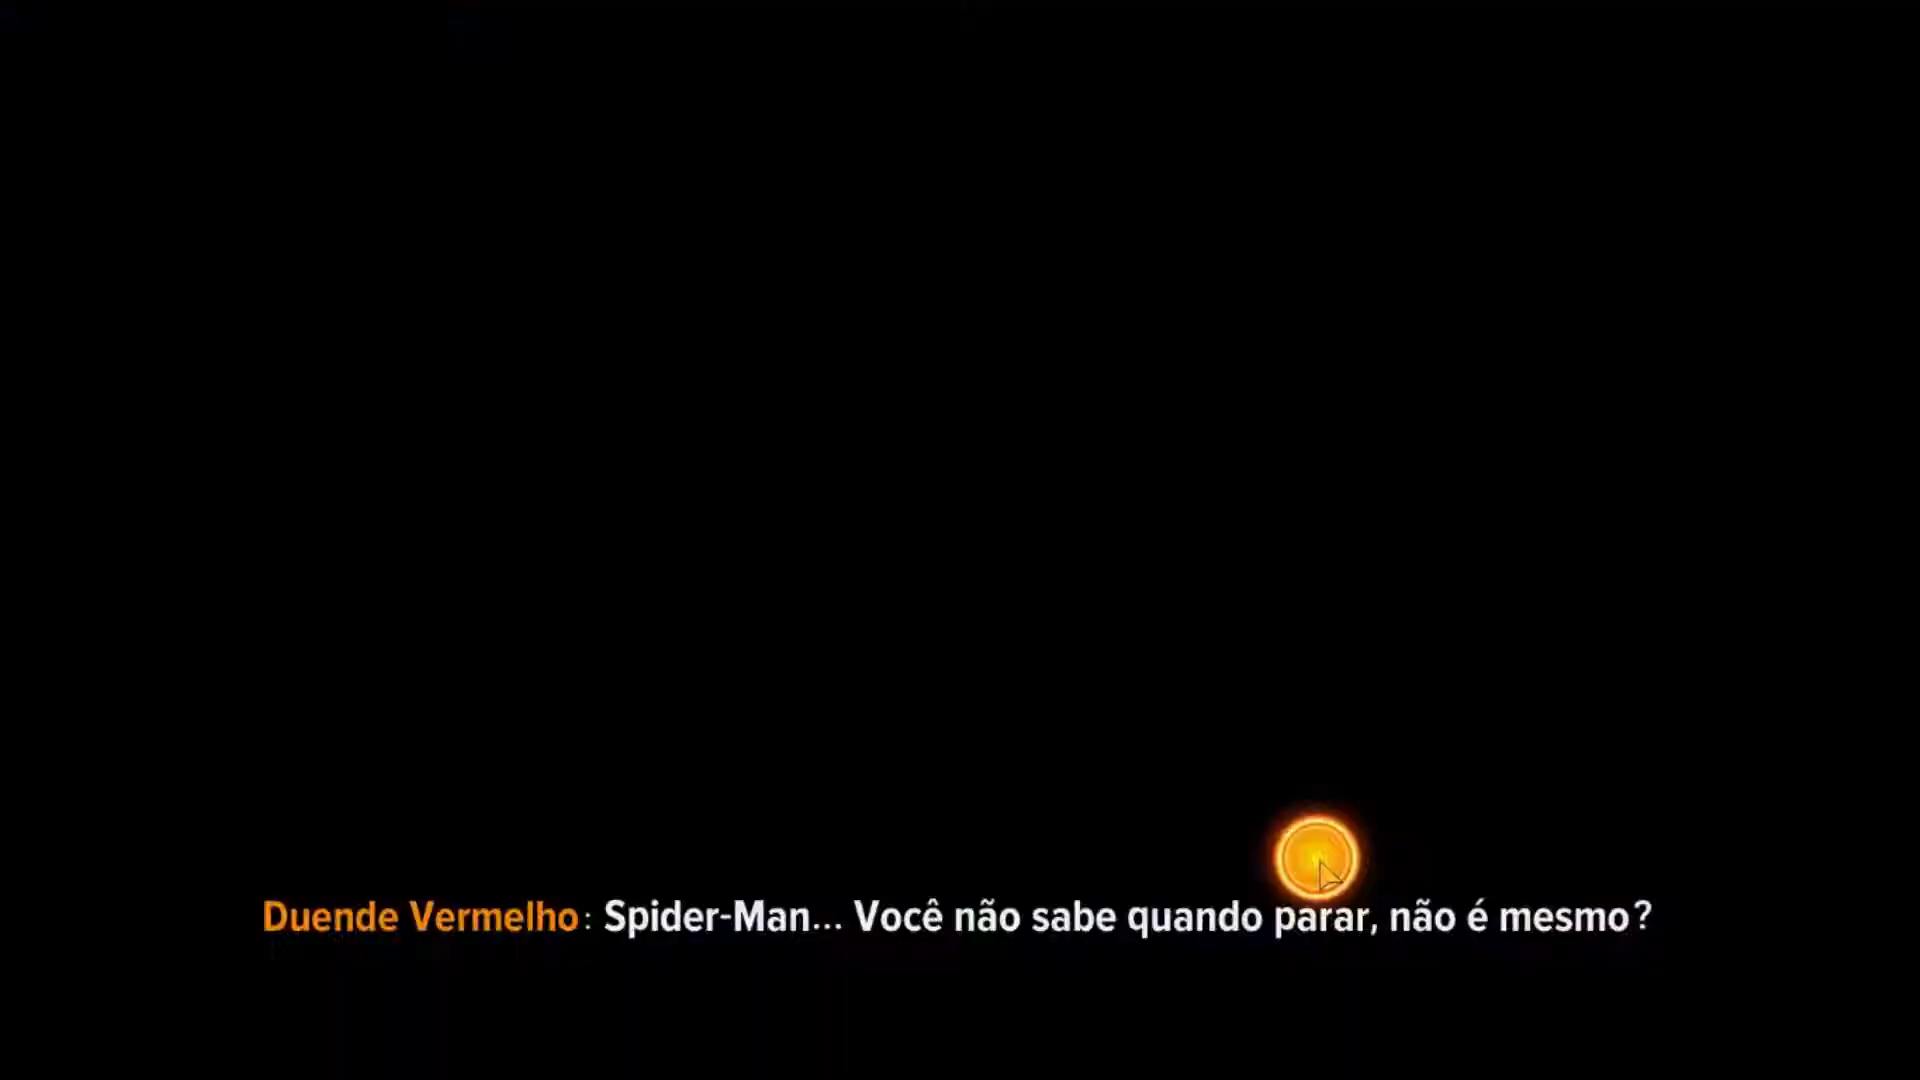 Duende Vermelho: Spider-Man... Você não sabe quando parar, não é mesmo?